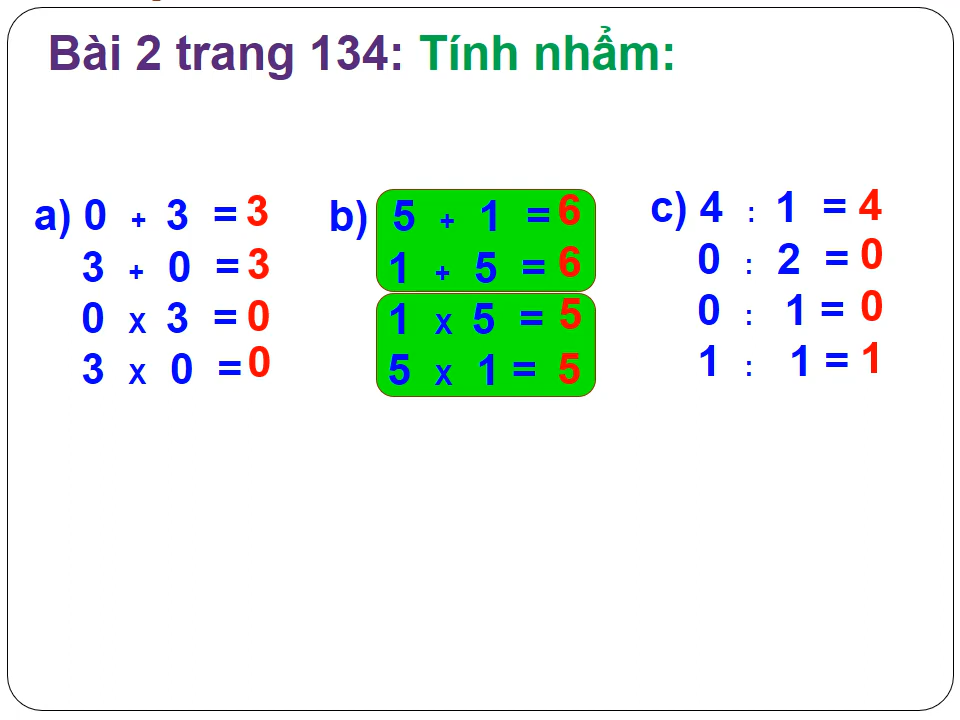 Bài 2 trang 134: Tính nhẩm:
a) 0 + 3 = 3
3 + 0 = 3
0 x 3 = 0
3 x 0 = 0
b) 5 + 1 = 6
1 + 5 = 6
1 x 5 = 5
5 x 1 = 5
c) 4 : 1 = 4
0 : 2 = 0
0 : 1 = 0
1 : 1 = 1